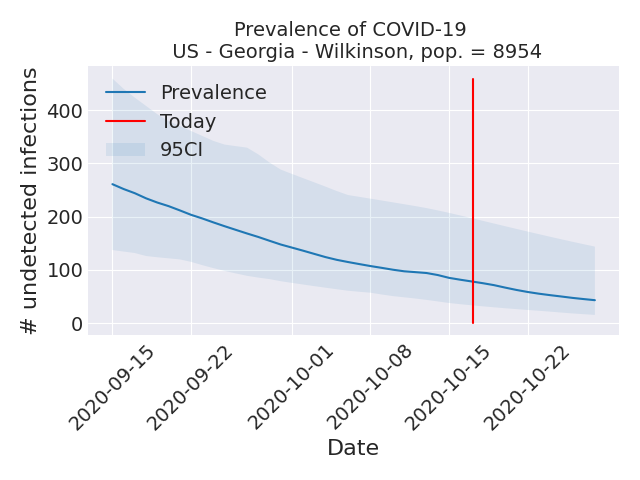 Prevalence of COVID-19
US - Georgia - Wilkinson, pop. = 8954
# undetected infections
400
300
200
100
0
Prevalence
Today
95CI
2020-09-15
2020-09-22
2020-10-01
2020-10-08
2020-10-15
2020-10-22
Date